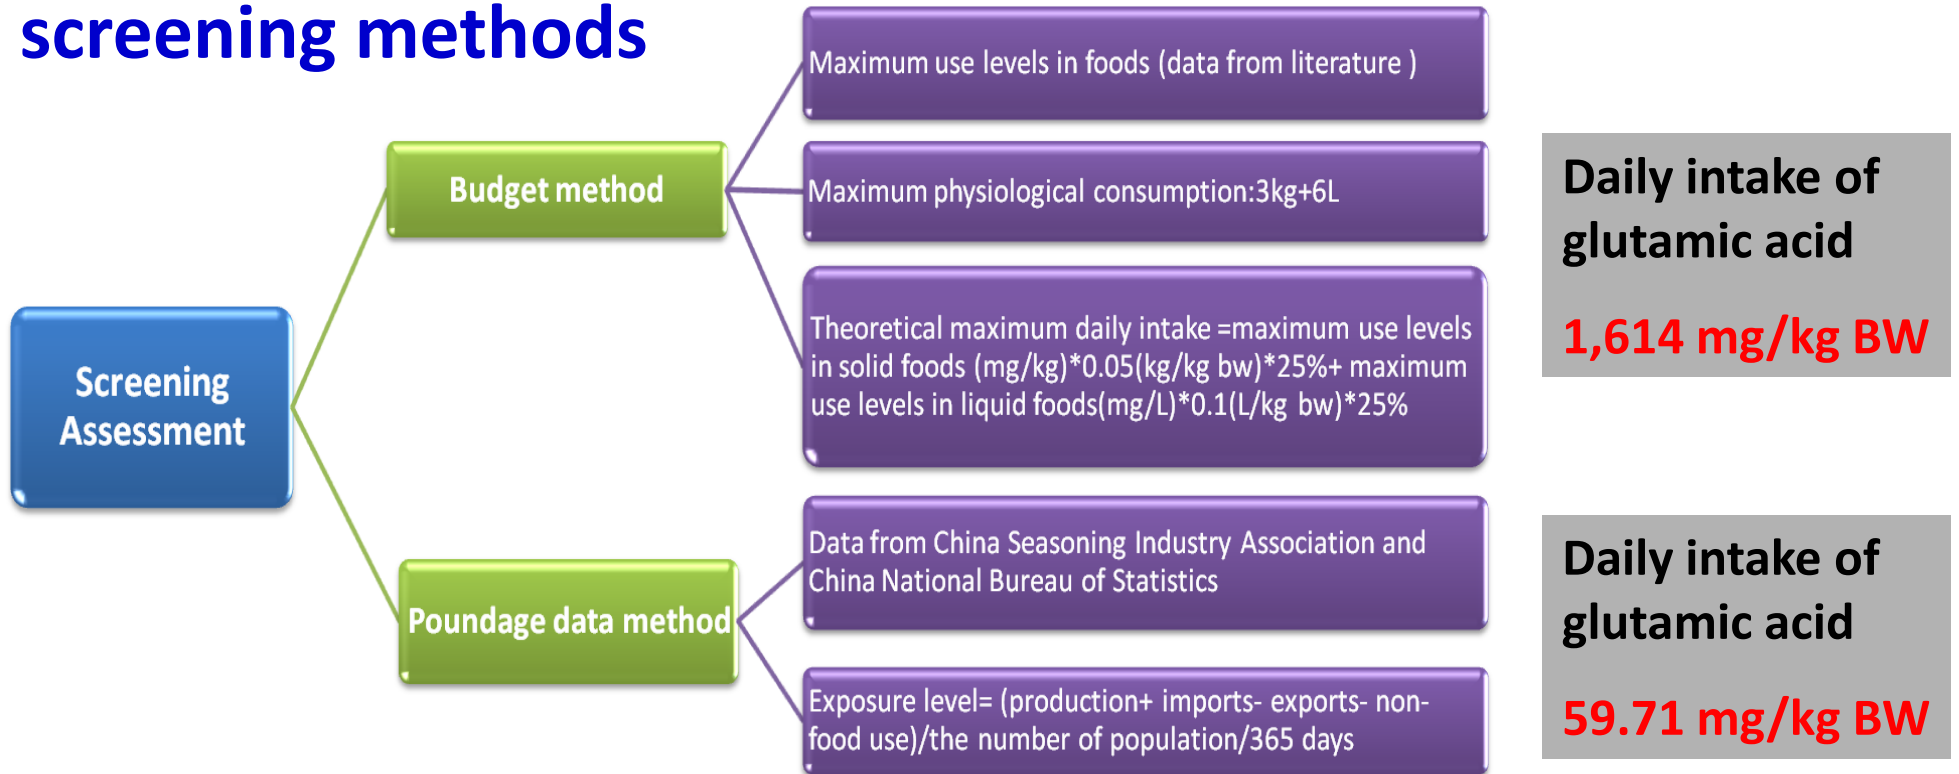 screening methods
Screening
Assessment
Budget method
Maximum use levels in foods (data from literature )
Maximum physiological consumption:3kg+6L
Theoretical maximum daily intake =maximum use levels
in solid foods (mg/kg)*0.05(kg/kg bw)*25%+ maximum
use levels in liquid foods(mg/L)*0.1(L/kg bw)*25%
Daily intake of
glutamic acid
1,614 mg/kg BW
Poundage data method
Data from China Seasoning Industry Association and
China National Bureau of Statistics
Exposure level= (production+ imports- exports- non-
food use)/the number of population/365 days
Daily intake of
glutamic acid
59.71 mg/kg BW